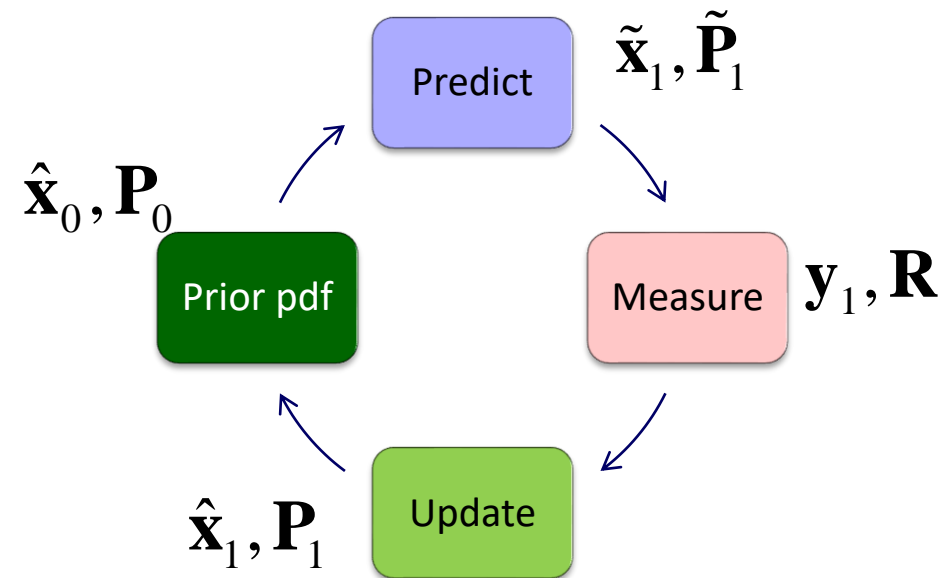 Predict
x̃₁, P̃₁
x̂₀, P₀
Prior pdf
Measure
y₁, R
Update
x̂₁, P₁